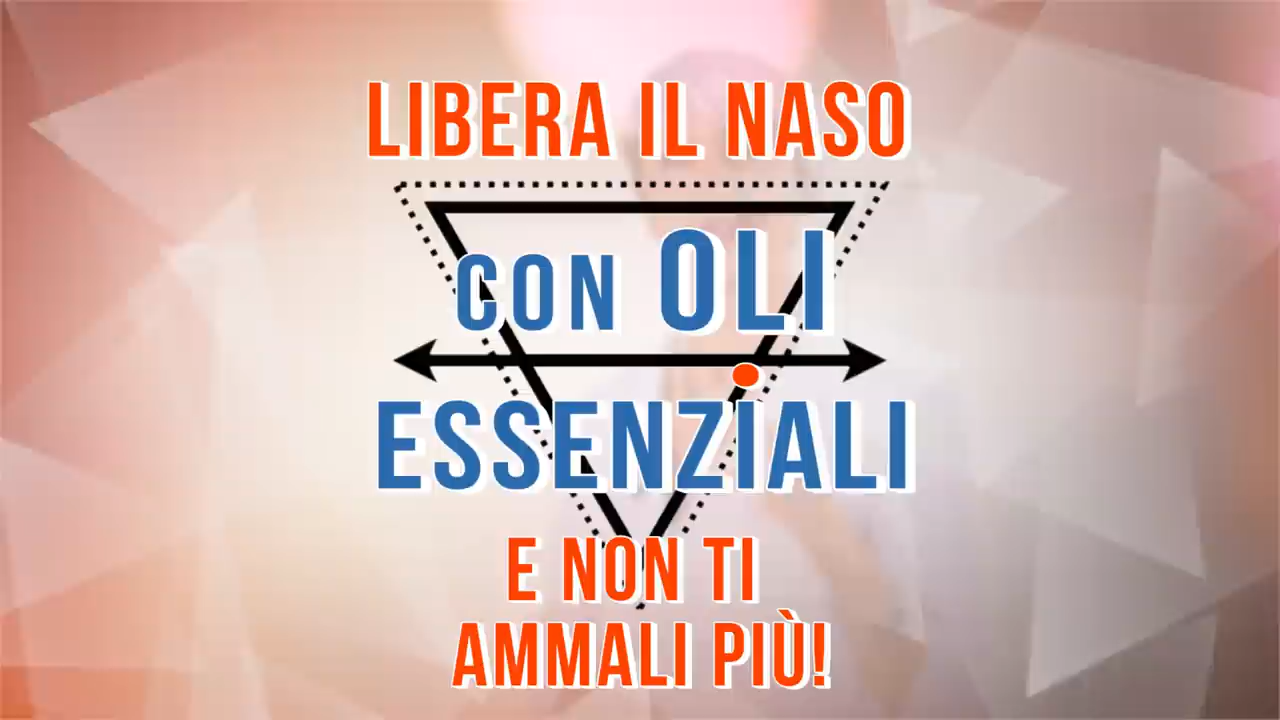 LIBERA IL NASO
CON OLI
ESSENZIALI
E NON TI
AMMALI PIÙ!